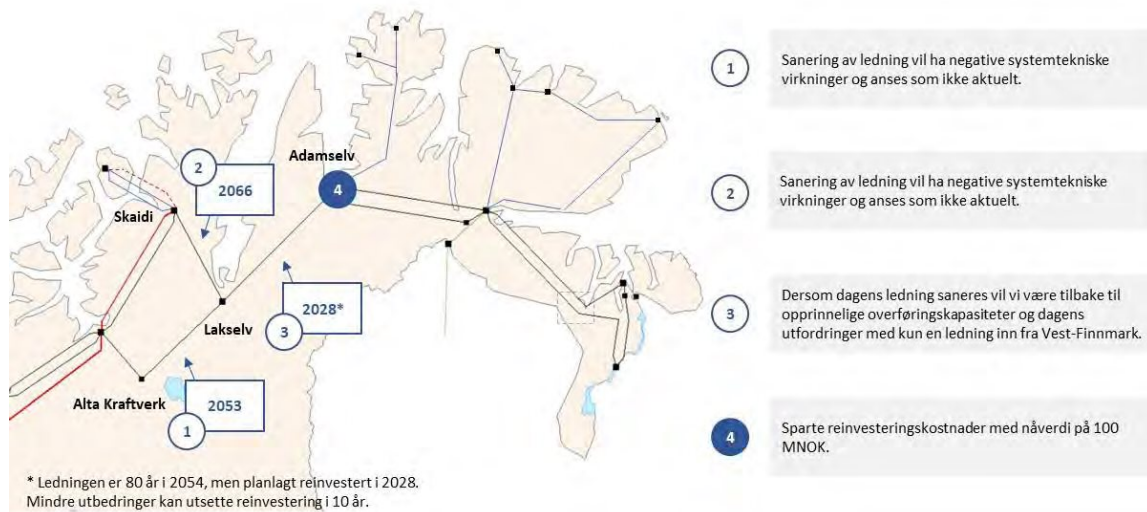 Adamselv
4
2
2066
Skaidi
Lakselv
2028*
3
Alta Kraftverk
2053
1
* Ledningen er 80 år i 2054, men planlagt reinvestert i 2028.
Mindre utbedringer kan utsette reinvestering i 10 år.
1
Sanering av ledning vil ha negative systemtekniske
virkninger og anses som ikke aktuelt.
2
Sanering av ledning vil ha negative systemtekniske
virkninger og anses som ikke aktuelt.
3
Dersom dagens ledning saneres vil vi være tilbake til
opprinnelige overføringskapasiteter og dagens
utfordringer med kun en ledning inn fra Vest-Finnmark.
4
Sparte reinvesteringskostnader med nåverdi på 100
MNOK.